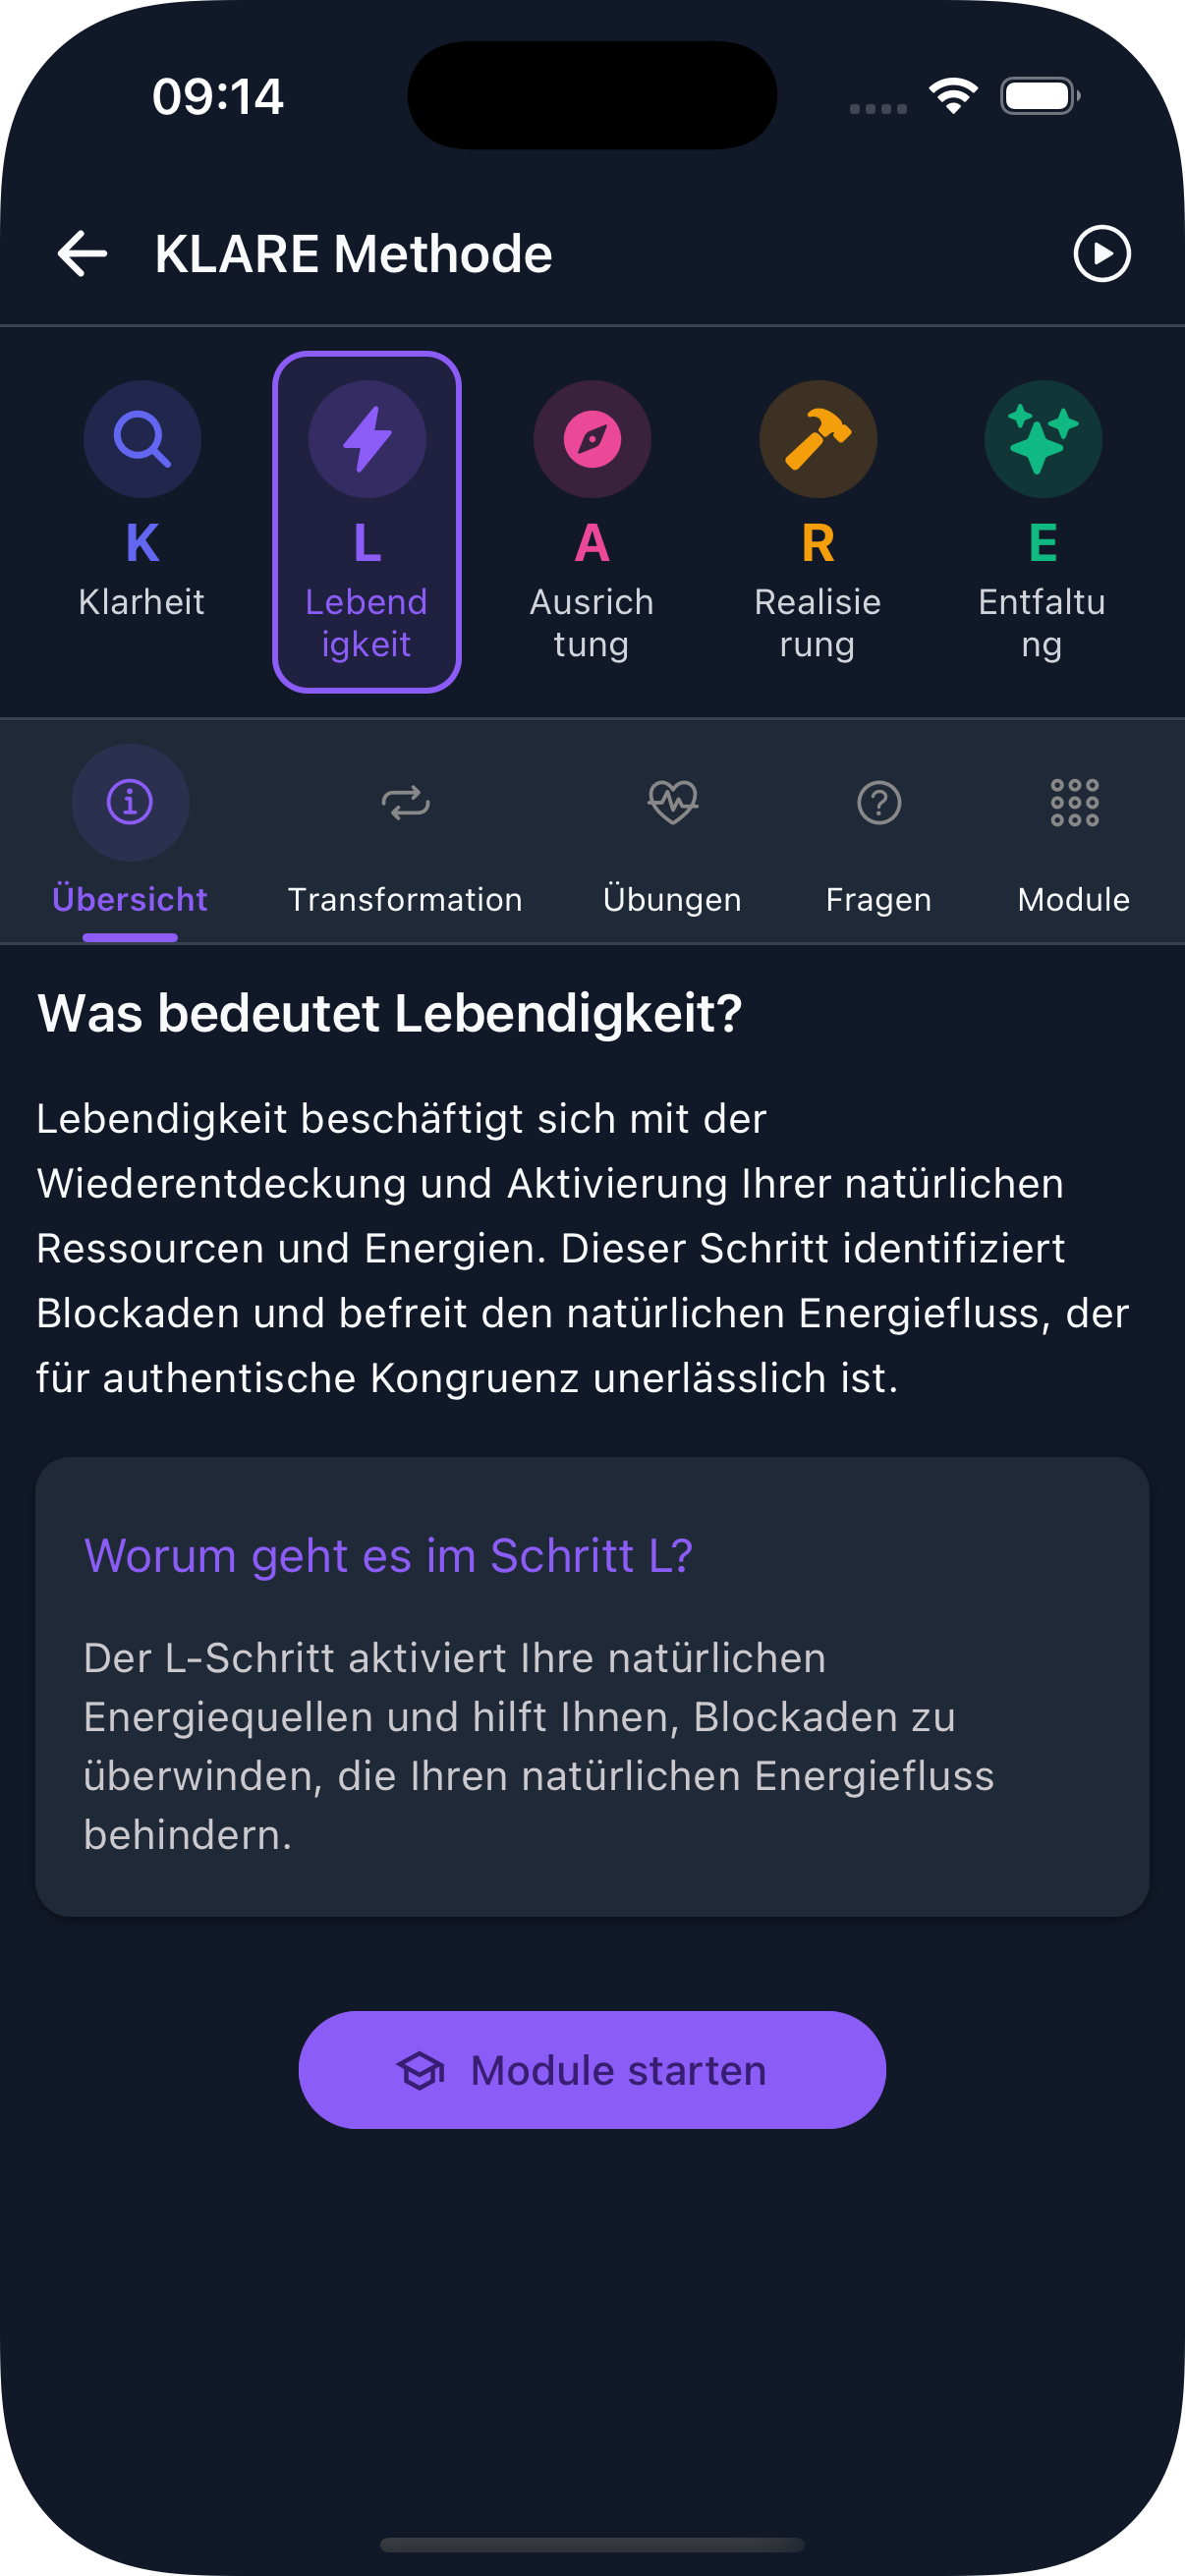 09:14
KLARE Methode
K
L
A
R
E
Klarheit
Lebend
igkeit
Ausrich
tung
Realisie
rung
Entfaltu
ng
Übersicht
Transformation
Übungen
Fragen
Module
Was bedeutet Lebendigkeit?
Lebendigkeit beschäftigt sich mit der
Wiederentdeckung und Aktivierung Ihrer natürlichen
Ressourcen und Energien. Dieser Schritt identifiziert
Blockaden und befreit den natürlichen Energiefluss, der
für authentische Kongruenz unerlässlich ist.
Worum geht es im Schritt L?
Der L-Schritt aktiviert Ihre natürlichen
Energiequellen und hilft Ihnen, Blockaden zu
überwinden, die Ihren natürlichen Energiefluss
behindern.
Module starten